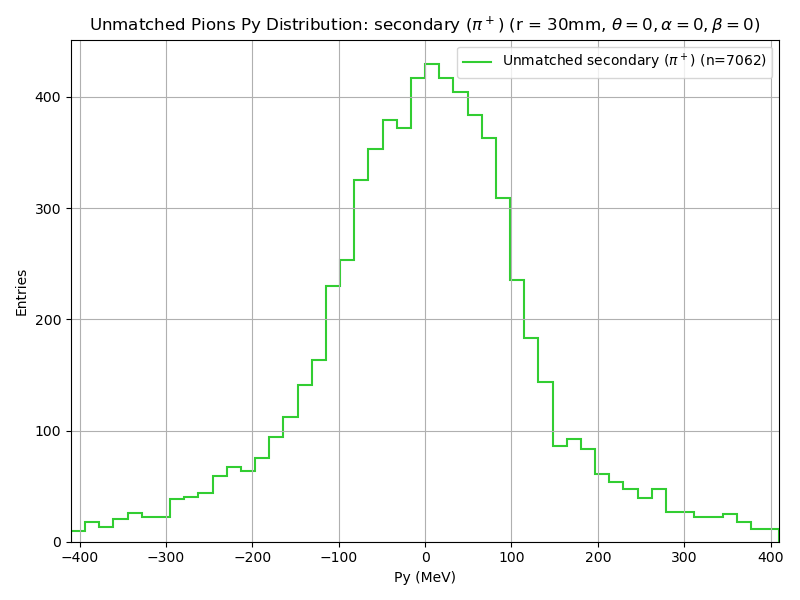 Unmatched Pions Py Distribution: secondary (π⁺) (r = 30mm, θ = 0, α = 0, β = 0)
Unmatched secondary (π⁺) (n=7062)
400
300
200
100
0
Entries
−400 −300 −200 −100 0 100 200 300 400
Py (MeV)